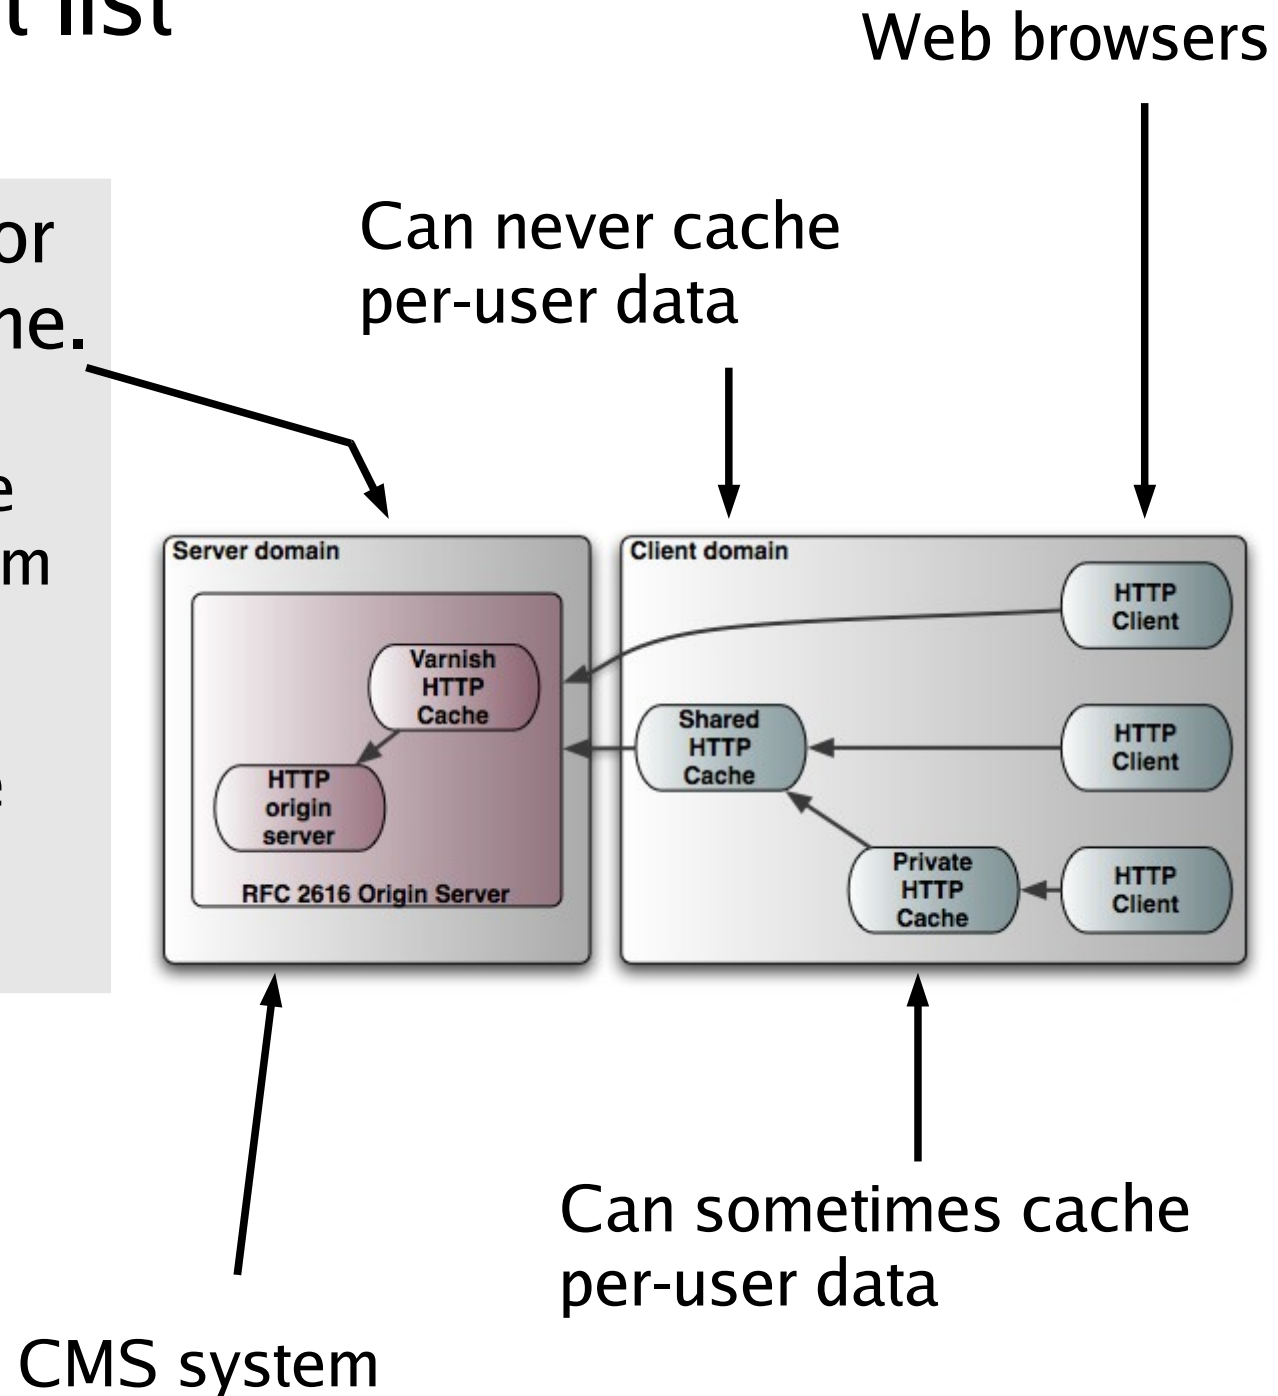 t list
Web browsers
or
ne.
e
m
e
Can never cache
per-user data
Server domain
Varnish
HTTP
Cache
HTTP
origin
server
RFC 2616 Origin Server
Client domain
HTTP
Client
Shared
HTTP
Cache
HTTP
Client
Private
HTTP
Cache
HTTP
Client
Can sometimes cache
per-user data
CMS system